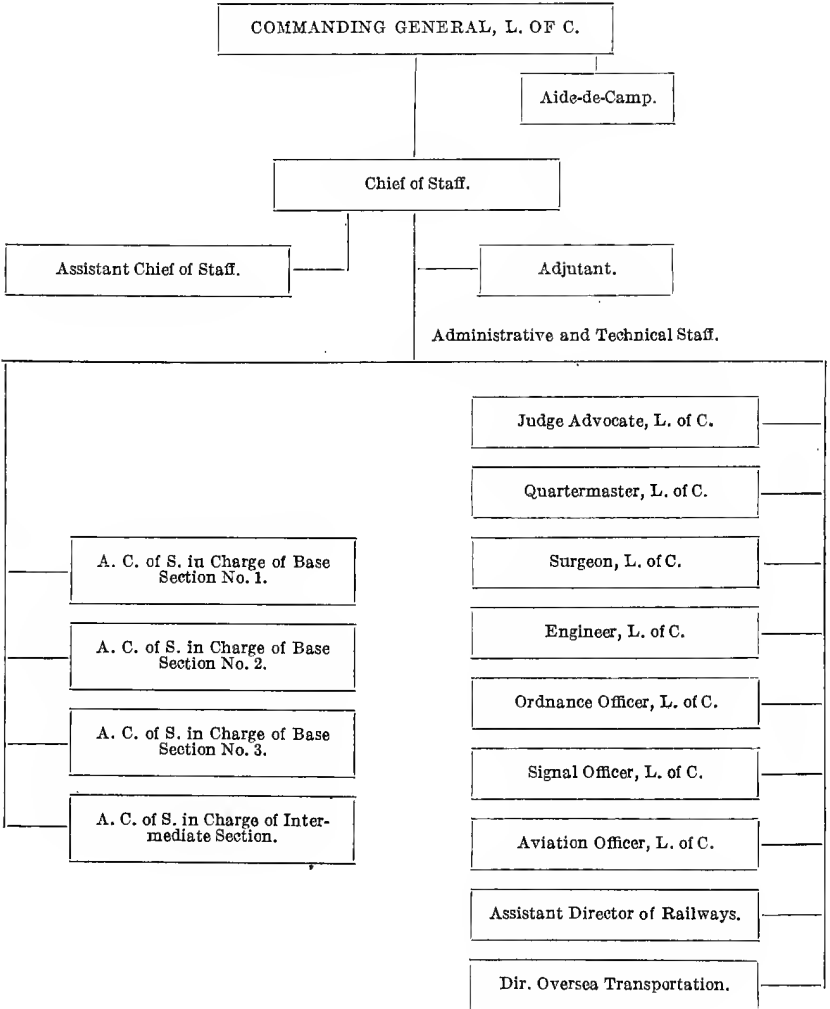 COMMANDING GENERAL, L. OF C.
Aide-de-Camp.
Chief of Staff.
Assistant Chief of Staff.
Adjutant.
Administrative and Technical Staff.
Judge Advocate, L. of C.
Quartermaster, L. of C.
A. C. of S. in Charge of Base
Section No. 1.
Surgeon, L. of C.
A. C. of S. in Charge of Base
Section No. 2.
Engineer, L. of C.
A. C. of S. in Charge of Base
Section No. 3.
Ordnance Officer, L. of C.
Signal Officer, L. of C.
A. C. of S. in Charge of Inter-
mediate Section.
Aviation Officer, L. of C.
Assistant Director of Railways.
Dir. Oversea Transportation.